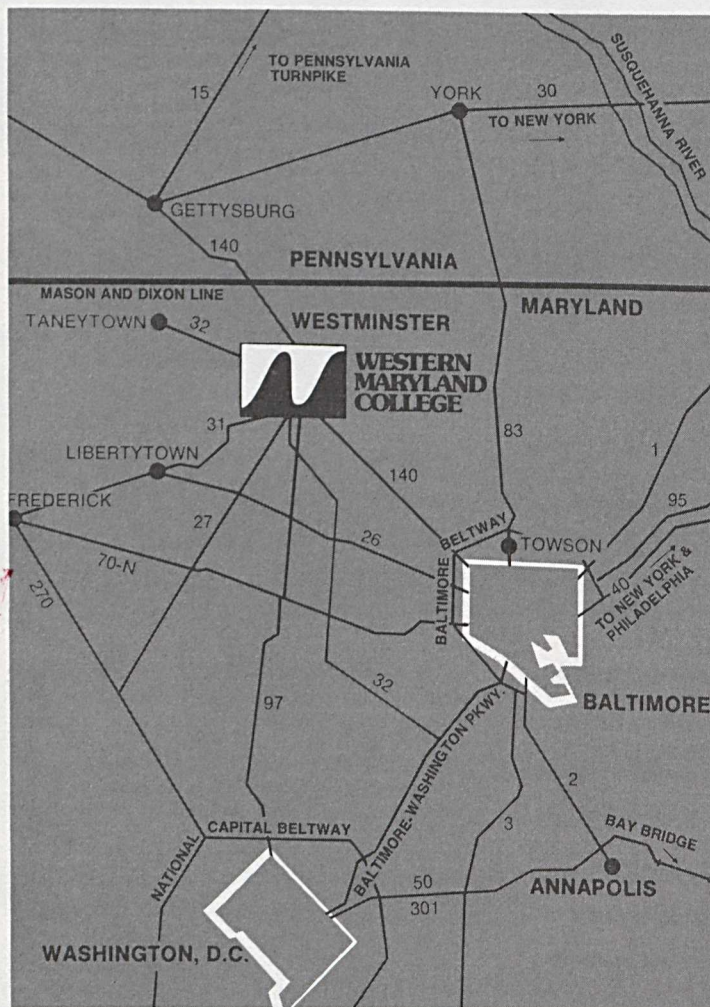 15
TO PENNSYLVANIA
TURNPIKE
YORK
30
TO NEW YORK
SUSQUEHANNA RIVER
GETTYSBURG
140
PENNSYLVANIA
MASON AND DIXON LINE
MARYLAND
TANEYTOWN
32
WESTMINSTER
WESTERN
MARYLAND
COLLEGE
31
83
1
LIBERTYTOWN
140
95
FREDERICK
27
26
BELTWAY
TOWSON
70-N
BALTIMORE
40
TO NEW YORK &
PHILADELPHIA
270
32
97
BALTIMORE
BALTIMORE-WASHINGTON PKWY.
2
3
NATIONAL
CAPITAL BELTWAY
BAY BRIDGE
50
301
ANNAPOLIS
WASHINGTON, D.C.